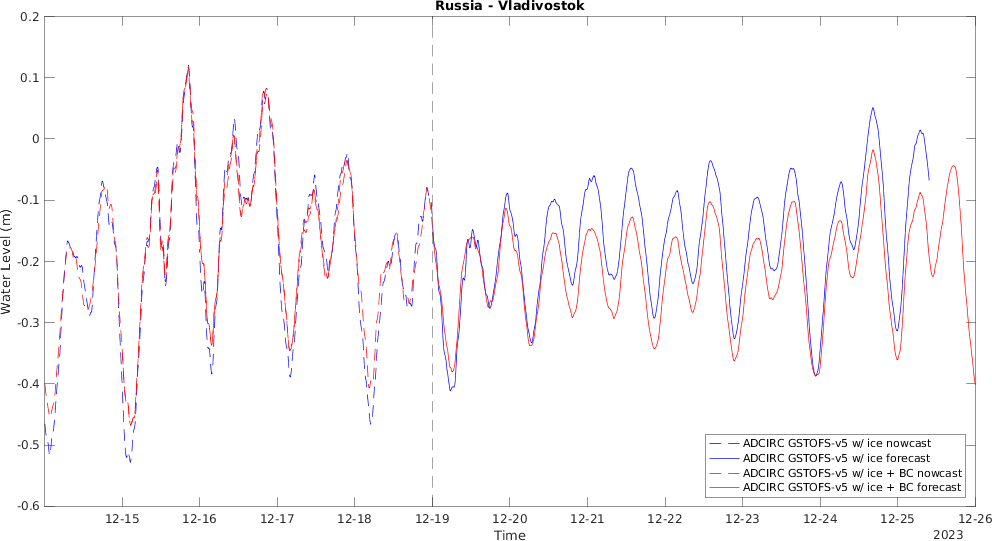 Russia - Vladivostok
0.2
0.1
0
-0.1
-0.2
-0.3
-0.4
-0.5
-0.6
Water Level (m)
12-15 12-16 12-17 12-18 12-19 12-20 12-21 12-22 12-23 12-24 12-25 12-26
Time
2023
ADCIRC GSTOFS-v5 w/ ice nowcast
ADCIRC GSTOFS-v5 w/ ice forecast
ADCIRC GSTOFS-v5 w/ ice + BC nowcast
ADCIRC GSTOFS-v5 w/ ice + BC forecast